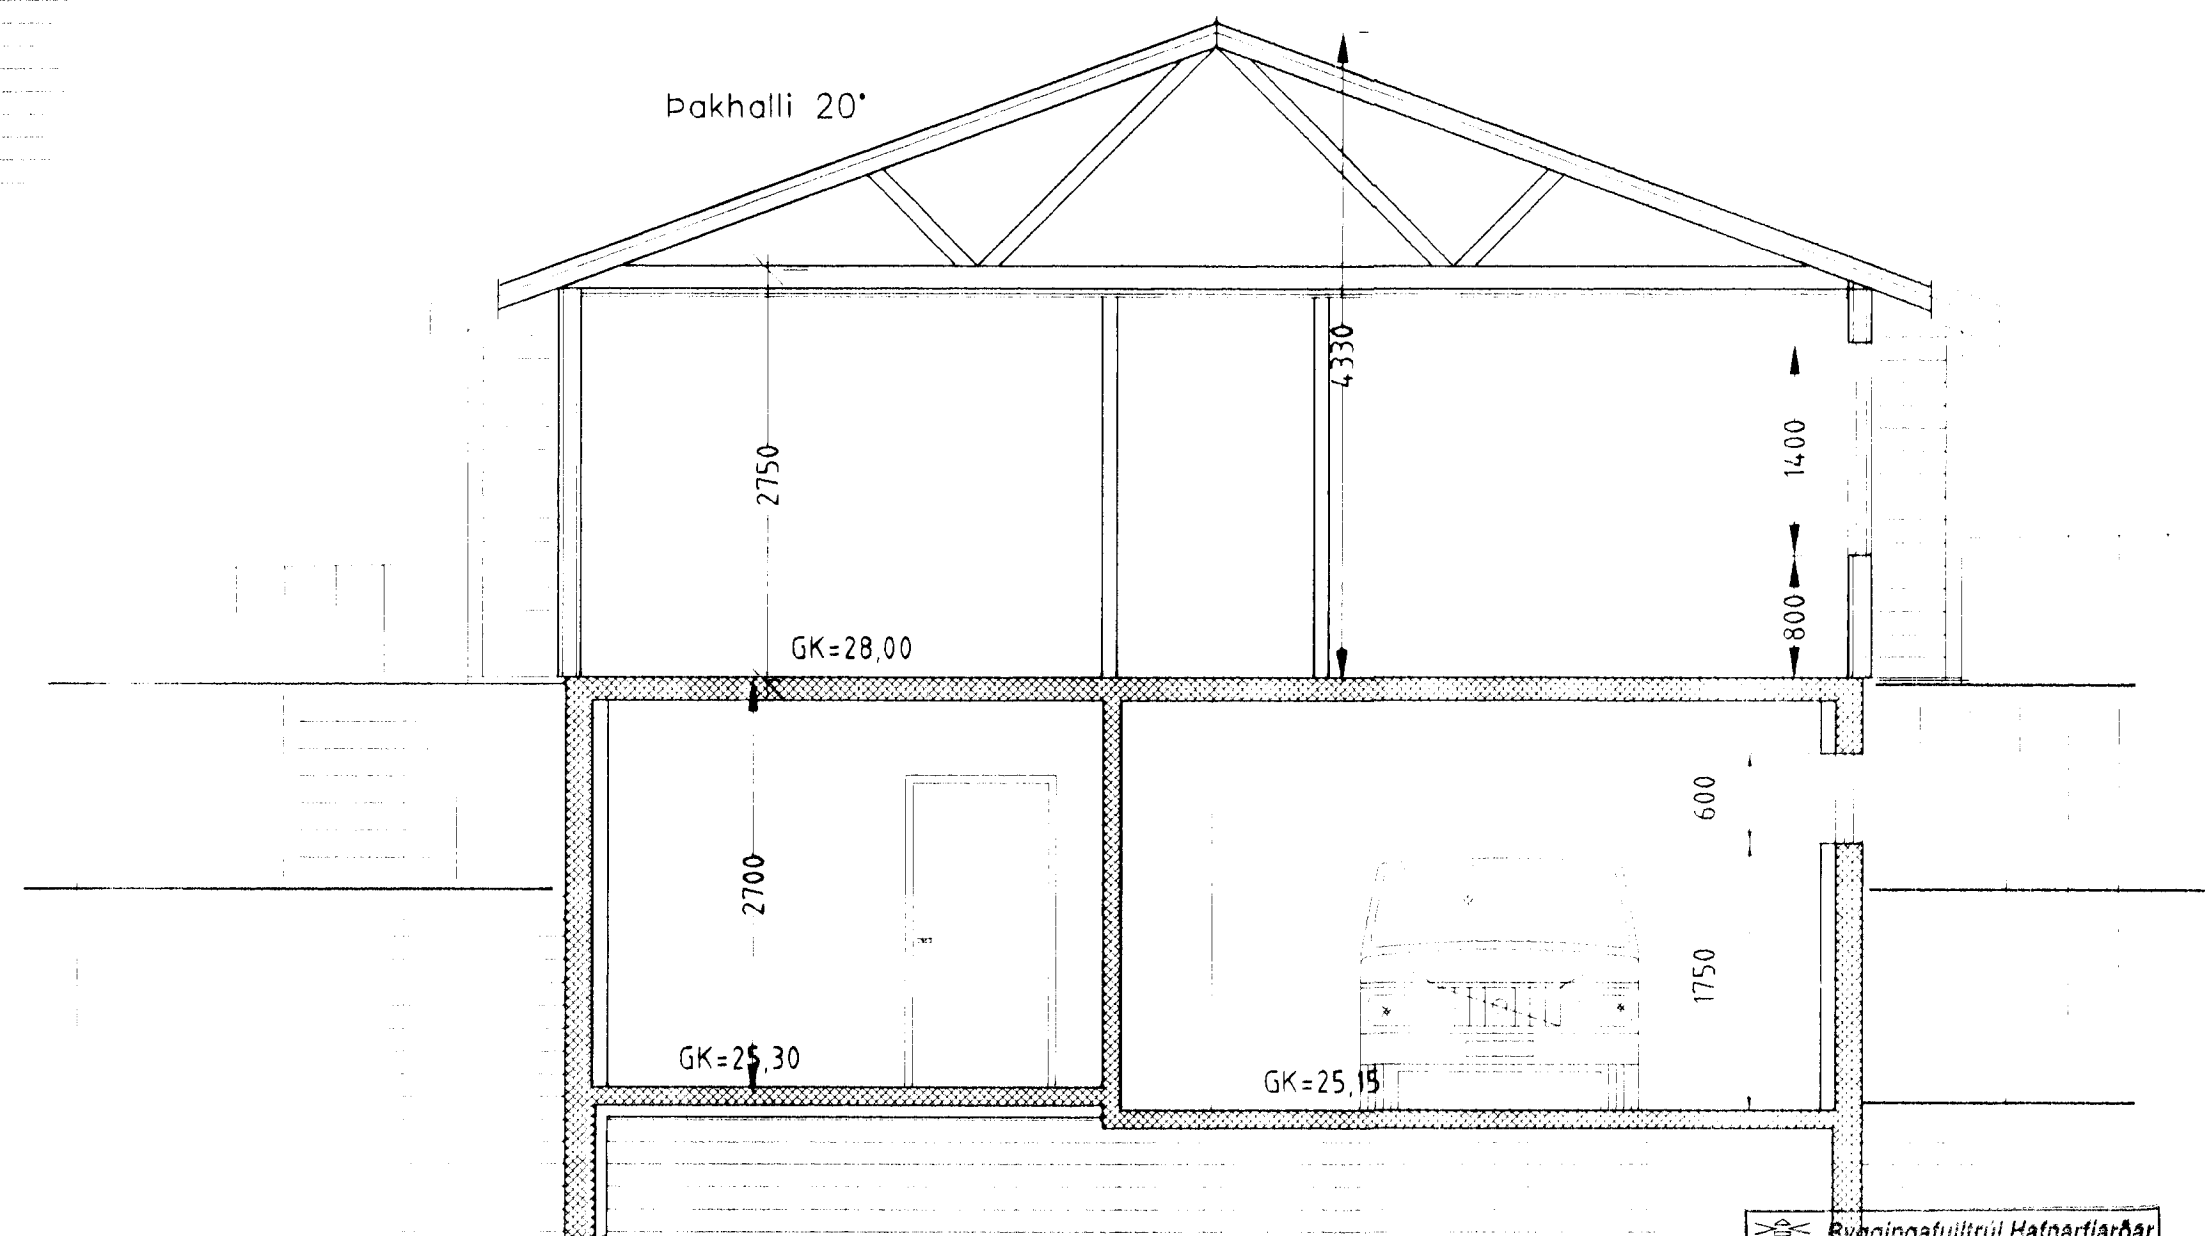 Þakhalli 20°
4330
2750
1400
800
GK=28,00
600
2700
1750
GK=25,30
GK=25,15
Byggingafulltrúi Hafnarfjarðar